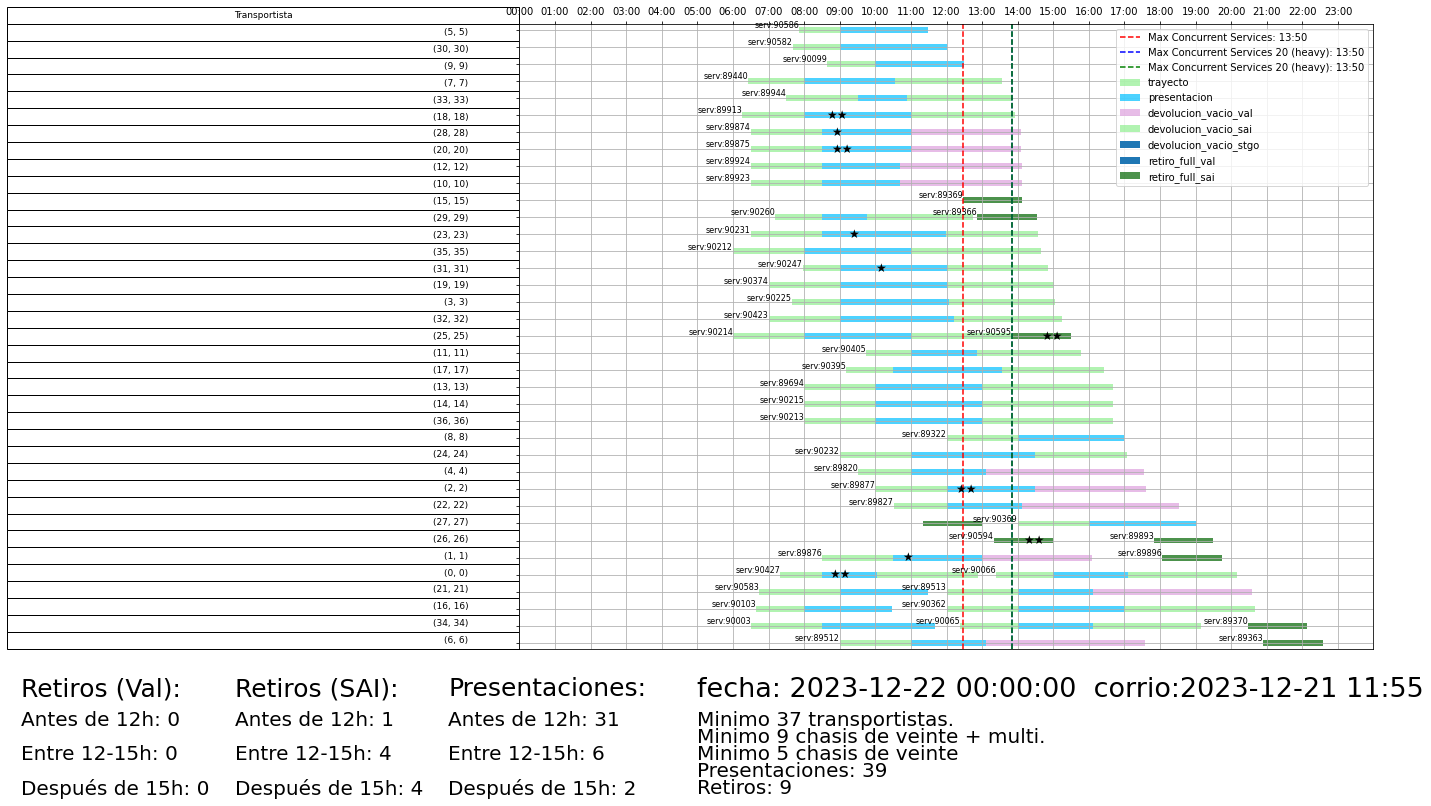 Transportista
00:00 01:00 02:00 03:00 04:00 05:00 06:00 07:00 08:00 09:00 10:00 11:00 12:00 13:00 14:00 15:00 16:00 17:00 18:00 19:00 20:00 21:00 22:00 23:00
(5, 5) serv:90586
(30, 30) serv:90582
(9, 9) serv:90099
(7, 7) serv:89440
(33, 33) serv:89944
(18, 18) serv:89913
(28, 28) serv:89874
(20, 20) serv:89875
(12, 12) serv:89924
(10, 10) serv:89923
(15, 15) serv:89369
(29, 29) serv:90260 serv:89366
(23, 23) serv:90231
(35, 35) serv:90212
(31, 31) serv:90247
(19, 19) serv:90374
(3, 3) serv:90225
(32, 32) serv:90423
(25, 25) serv:90214 serv:90595
(11, 11) serv:90405
(17, 17) serv:90395
(13, 13) serv:89694
(14, 14) serv:90215
(36, 36) serv:90213
(8, 8) serv:89322
(24, 24) serv:90232
(4, 4) serv:89820
(2, 2) serv:89877
(22, 22) serv:89827
(27, 27) serv:90369
(26, 26) serv:90594 serv:89893
(1, 1) serv:89876 serv:89896
(0, 0) serv:90427 serv:90066
(21, 21) serv:90583 serv:89513
(16, 16) serv:90103 serv:90362
(34, 34) serv:90003 serv:90065 serv:89370
(6, 6) serv:89512 serv:89363
Max Concurrent Services: 13:50
Max Concurrent Services 20 (heavy): 13:50
Max Concurrent Services 20 (heavy): 13:50
trayecto
presentacion
devolucion_vacio_val
devolucion_vacio_sai
devolucion_vacio_stgo
retiro_full_val
retiro_full_sai
Retiros (Val):
Antes de 12h: 0
Entre 12-15h: 0
Después de 15h: 0
Retiros (SAI):
Antes de 12h: 1
Entre 12-15h: 4
Después de 15h: 4
Presentaciones:
Antes de 12h: 31
Entre 12-15h: 6
Después de 15h: 2
fecha: 2023-12-22 00:00:00 corrio:2023-12-21 11:55
Minimo 37 transportistas.
Minimo 9 chasis de veinte + multi.
Minimo 5 chasis de veinte
Presentaciones: 39
Retiros: 9